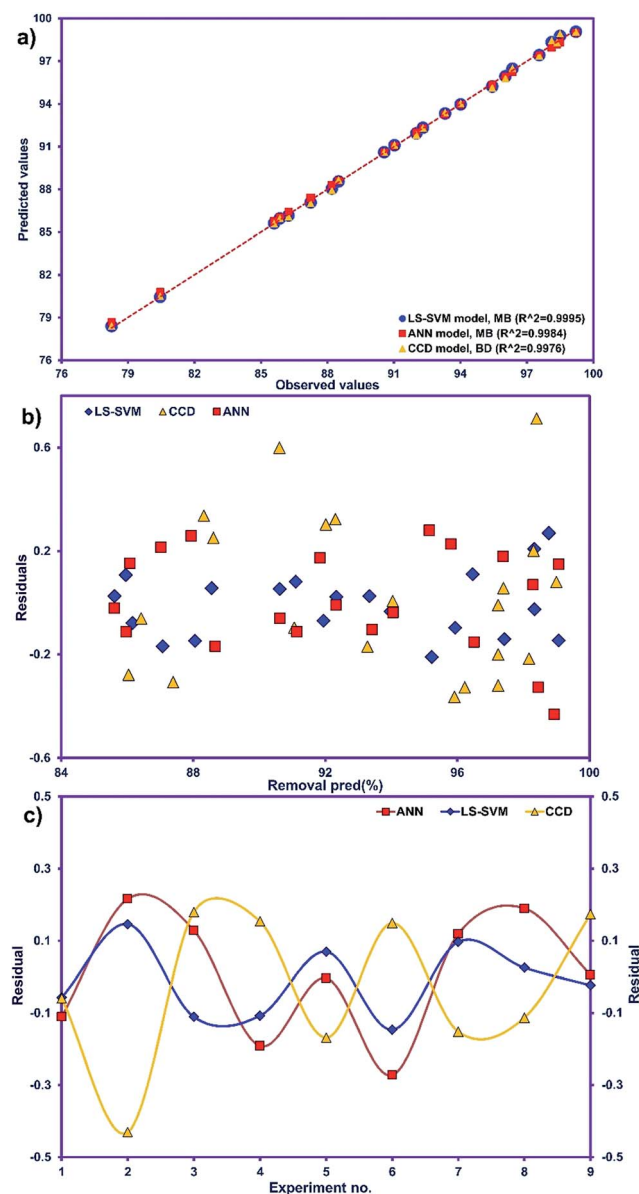 a)
100
97
94
91
88
85
82
79
76
Predicted values
LS-SVM model, MB (R^2=0.9995)
ANN model, MB (R^2=0.9984)
CCD model, BD (R^2=0.9976)
76 79 82 85 88 91 94 97 100
Observed values
b)
LS-SVM CCD ANN
0.6
0.2
-0.2
-0.6
Residuals
84 88 92 96 100
Removal pred(%)
c)
ANN LS-SVM CCD
0.5 0.5
0.3 0.3
0.1 0.1
-0.1 -0.1
-0.3 -0.3
-0.5 -0.5
Residual
Residual
1 2 3 4 5 6 7 8 9
Experiment no.